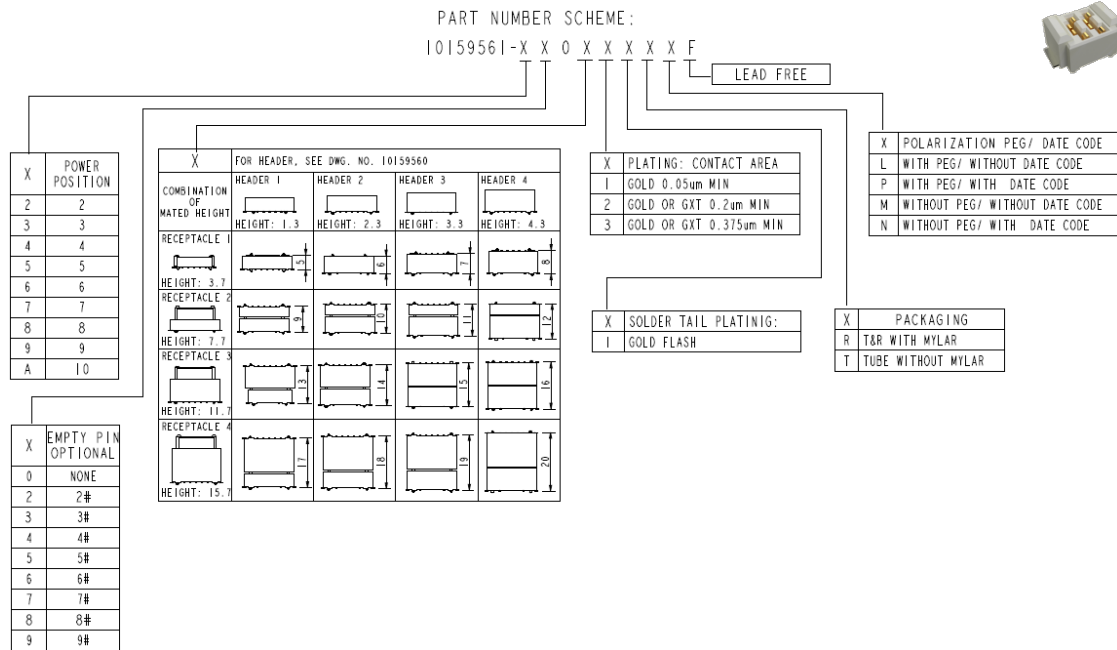 PART NUMBER SCHEME:
10159561-X X 0 X X X X X F
LEAD FREE
X POWER POSITION
2 2
3 3
4 4
5 5
6 6
7 7
8 8
9 9
A 10
X EMPTY PIN OPTIONAL
0 NONE
2 2#
3 3#
4 4#
5 5#
6 6#
7 7#
8 8#
9 9#
X FOR HEADER, SEE DWG. NO. 10159560
COMBINATION OF MATED HEIGHT
HEADER 1 HEADER 2 HEADER 3 HEADER 4
HEIGHT: 1.3 HEIGHT: 2.3 HEIGHT: 3.3 HEIGHT: 4.3
RECEPTACLE 1
5 6 7 8
HEIGHT: 3.7
RECEPTACLE 2
9 10 11 12
HEIGHT: 7.7
RECEPTACLE 3
13 14 15 16
HEIGHT: 11.7
RECEPTACLE 4
17 18 19 20
HEIGHT: 15.7
X PLATING: CONTACT AREA
1 GOLD 0.05um MIN
2 GOLD OR GXT 0.2um MIN
3 GOLD OR GXT 0.375um MIN
X SOLDER TAIL PLATINIG:
1 GOLD FLASH
X PACKAGING
R T&R WITH MYLAR
T TUBE WITHOUT MYLAR
X POLARIZATION PEG/ DATE CODE
L WITH PEG/ WITHOUT DATE CODE
P WITH PEG/ WITH DATE CODE
M WITHOUT PEG/ WITHOUT DATE CODE
N WITHOUT PEG/ WITH DATE CODE